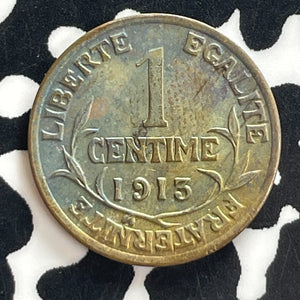 LIBERTE EGALITE FRATERNITE
1
CENTIME
1913